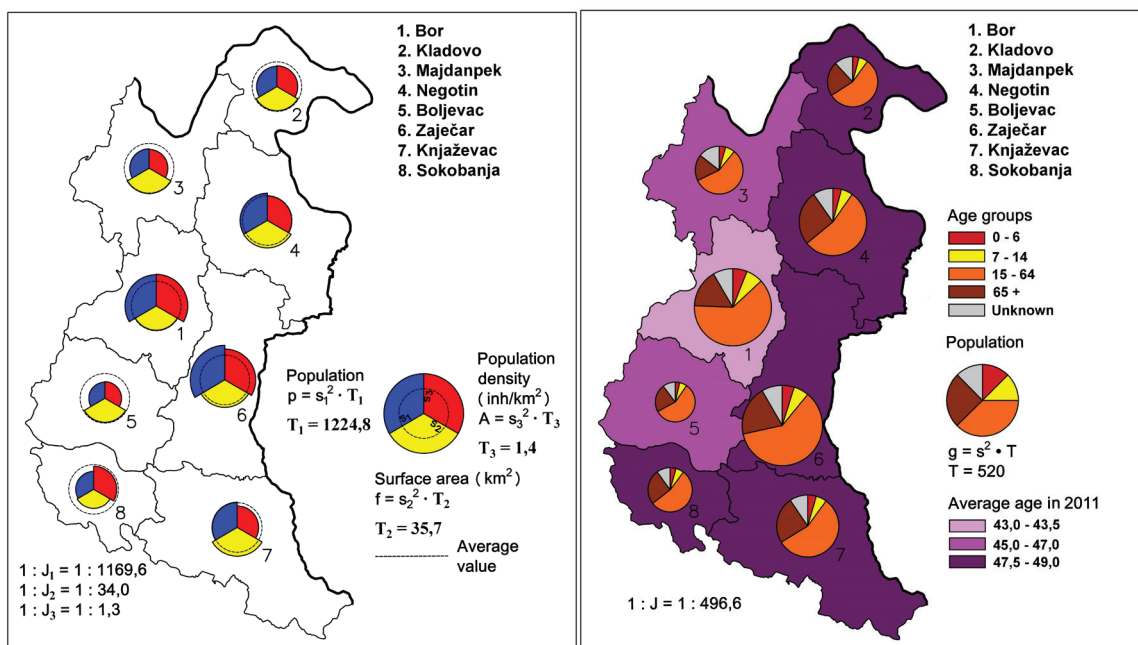 1. Bor
2. Kladovo
3. Majdanpek
4. Negotin
5. Boljevac
6. Zaječar
7. Knjaževac
8. Sokobanja
2
3
4
1
6
5
8
7
Population
p = s₁² · T₁
T₁ = 1224,8
Population
density
(inh/km²)
A = s₃² · T₃
T₃ = 1,4
s₁
s₃
s₂
Surface area ( km²)
f = s₂² · T₂
T₂ = 35,7
Average
value
1 : J₁ = 1 : 1169,6
1 : J₂ = 1 : 34,0
1 : J₃ = 1 : 1,3
1. Bor
2. Kladovo
3. Majdanpek
4. Negotin
5. Boljevac
6. Zaječar
7. Knjaževac
8. Sokobanja
2
3
4
1
5
6
8
7
Age groups
0 - 6
7 - 14
15 - 64
65 +
Unknown
Population
g = s² • T
T = 520
Average age in 2011
43,0 - 43,5
45,0 - 47,0
47,5 - 49,0
1 : J = 1 : 496,6